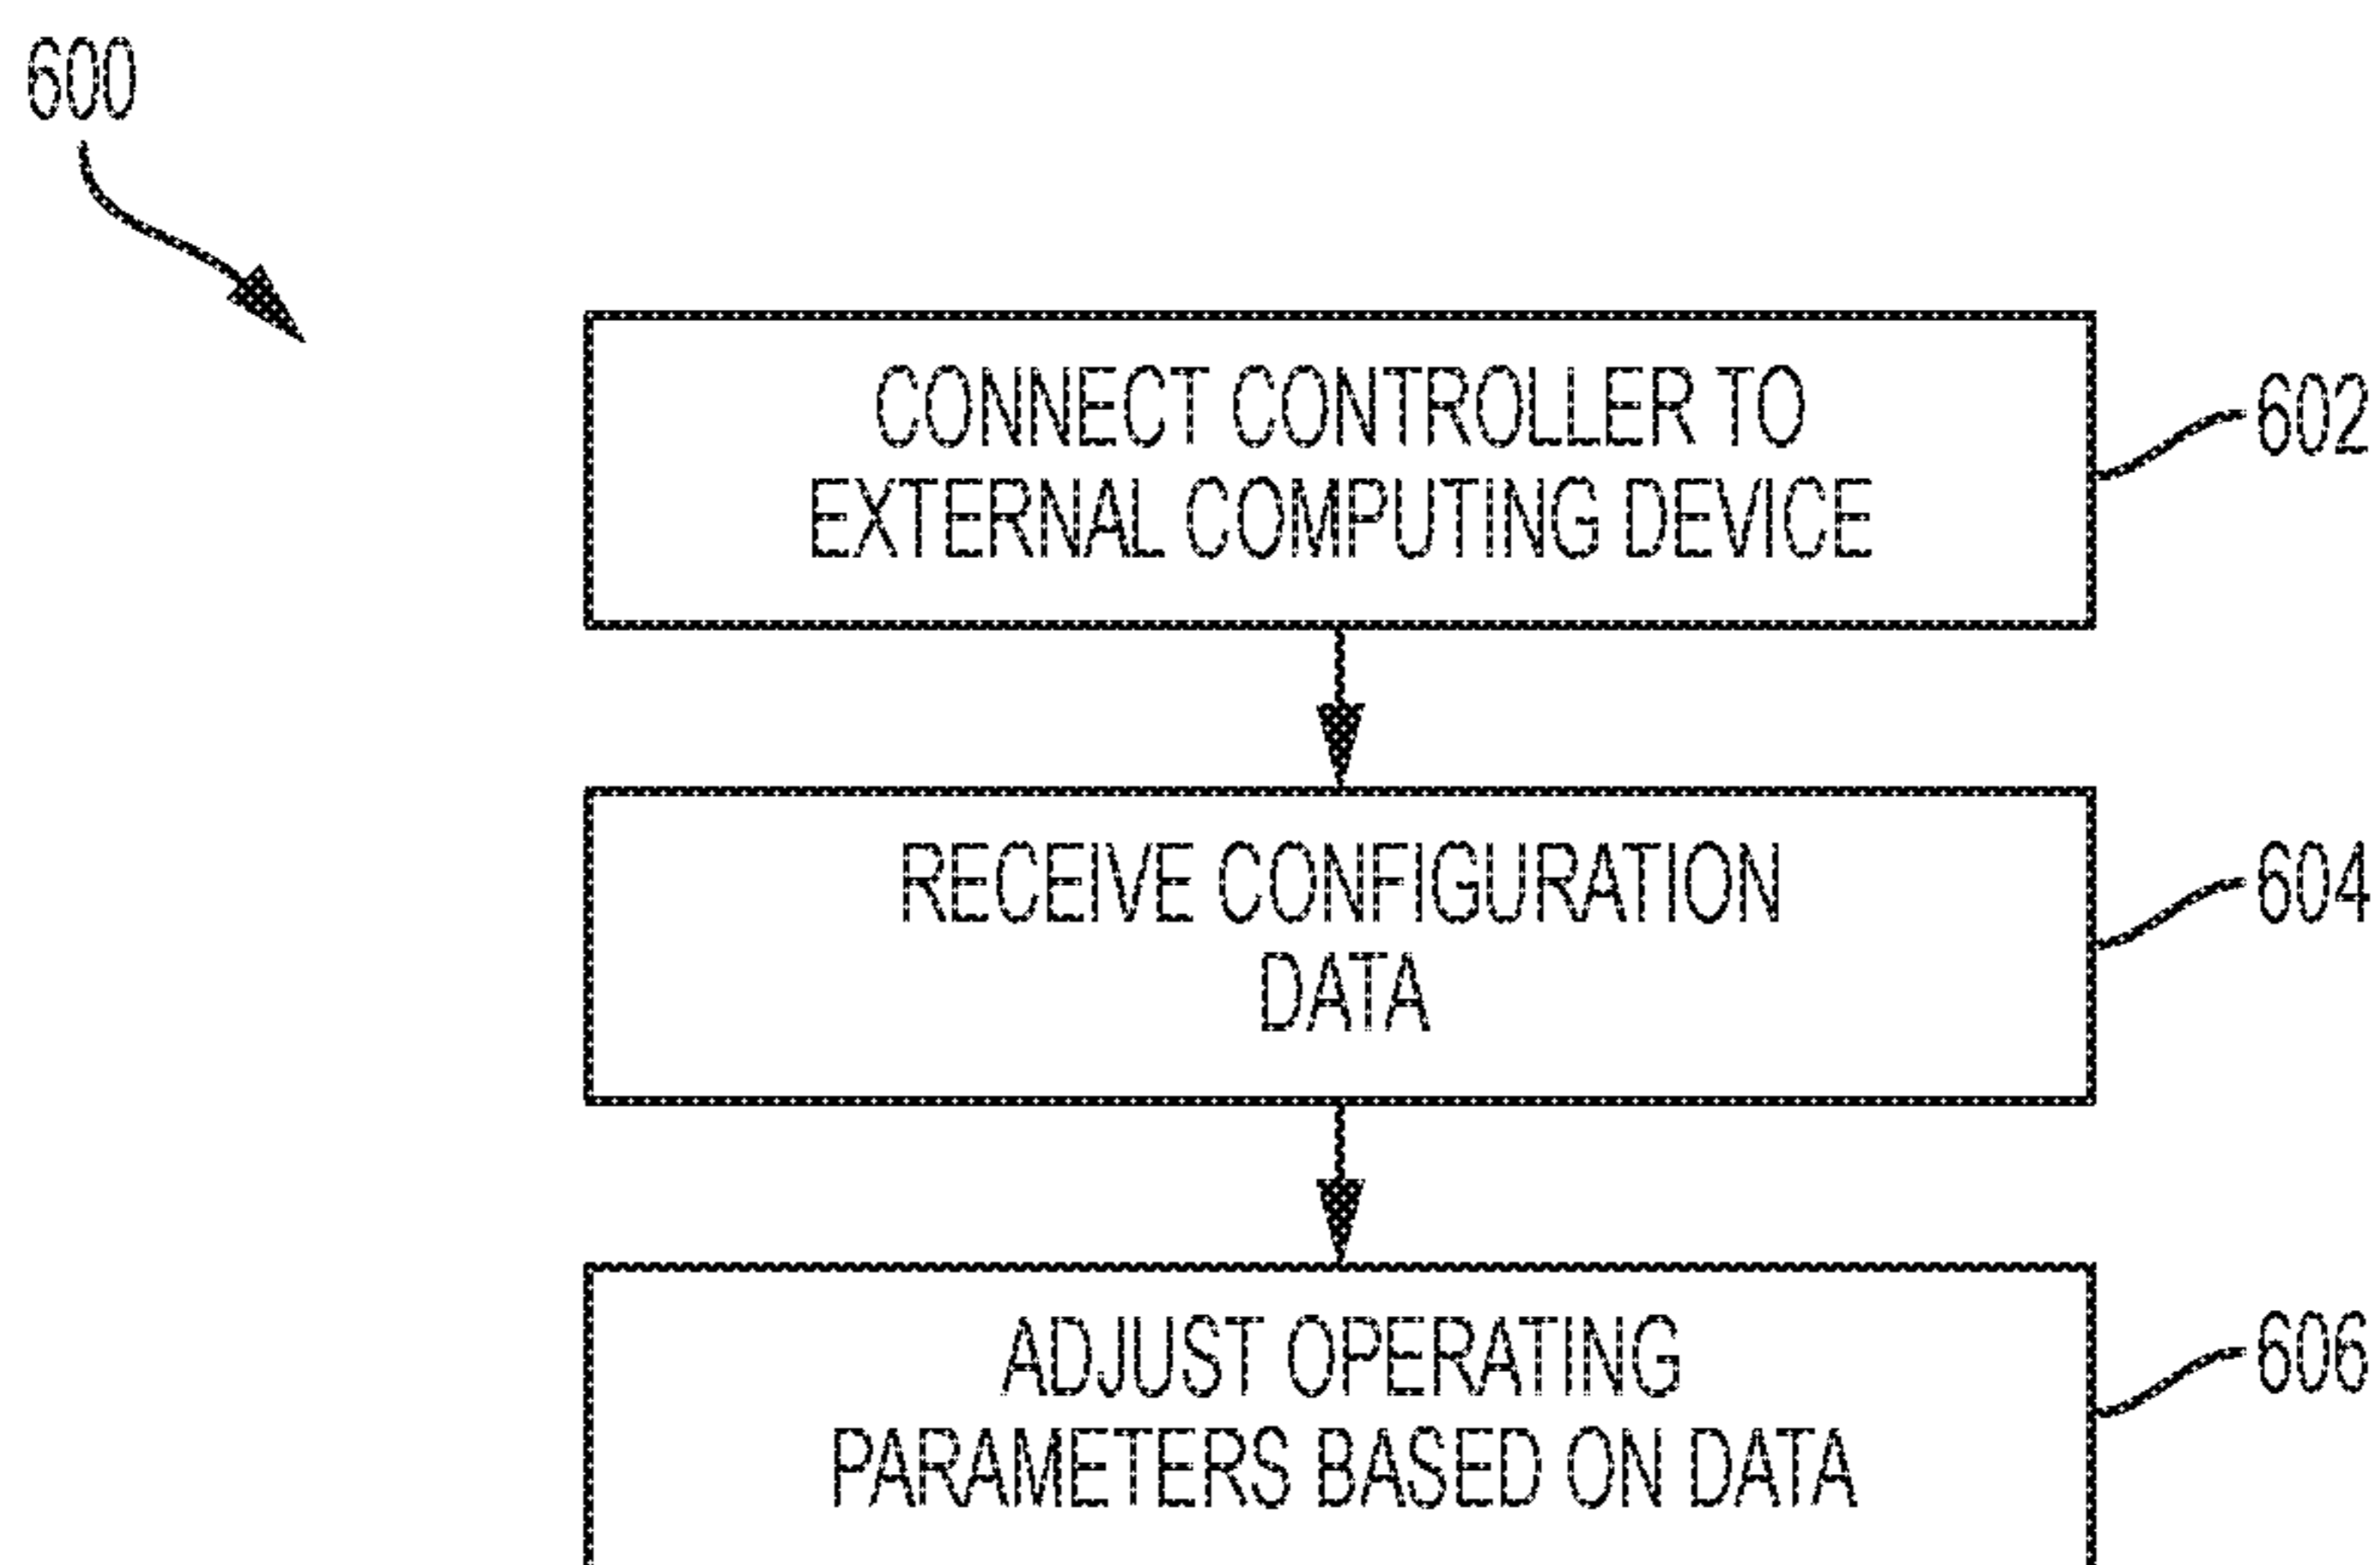 600
CONNECT CONTROLLER TO
EXTERNAL COMPUTING DEVICE
602
RECEIVE CONFIGURATION
DATA
604
ADJUST OPERATING
PARAMETERS BASED ON DATA
606